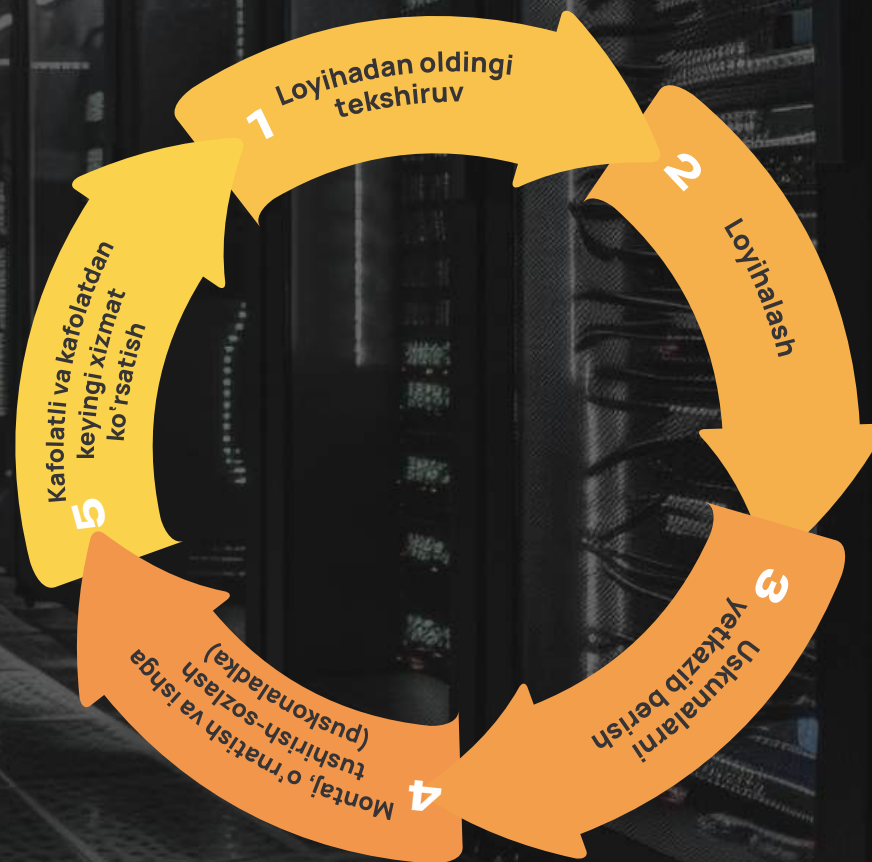 1
Loyihadan oldingi
tekshiruv
2
Loyihalash
3
Uskunalarni
yetkazib berish
4
Montaj, o'rnatish va ishga
tushirish-sozlash
(puskonaladka)
5
Kafolatli va kafolatdan
keyingi xizmat
ko'rsatish